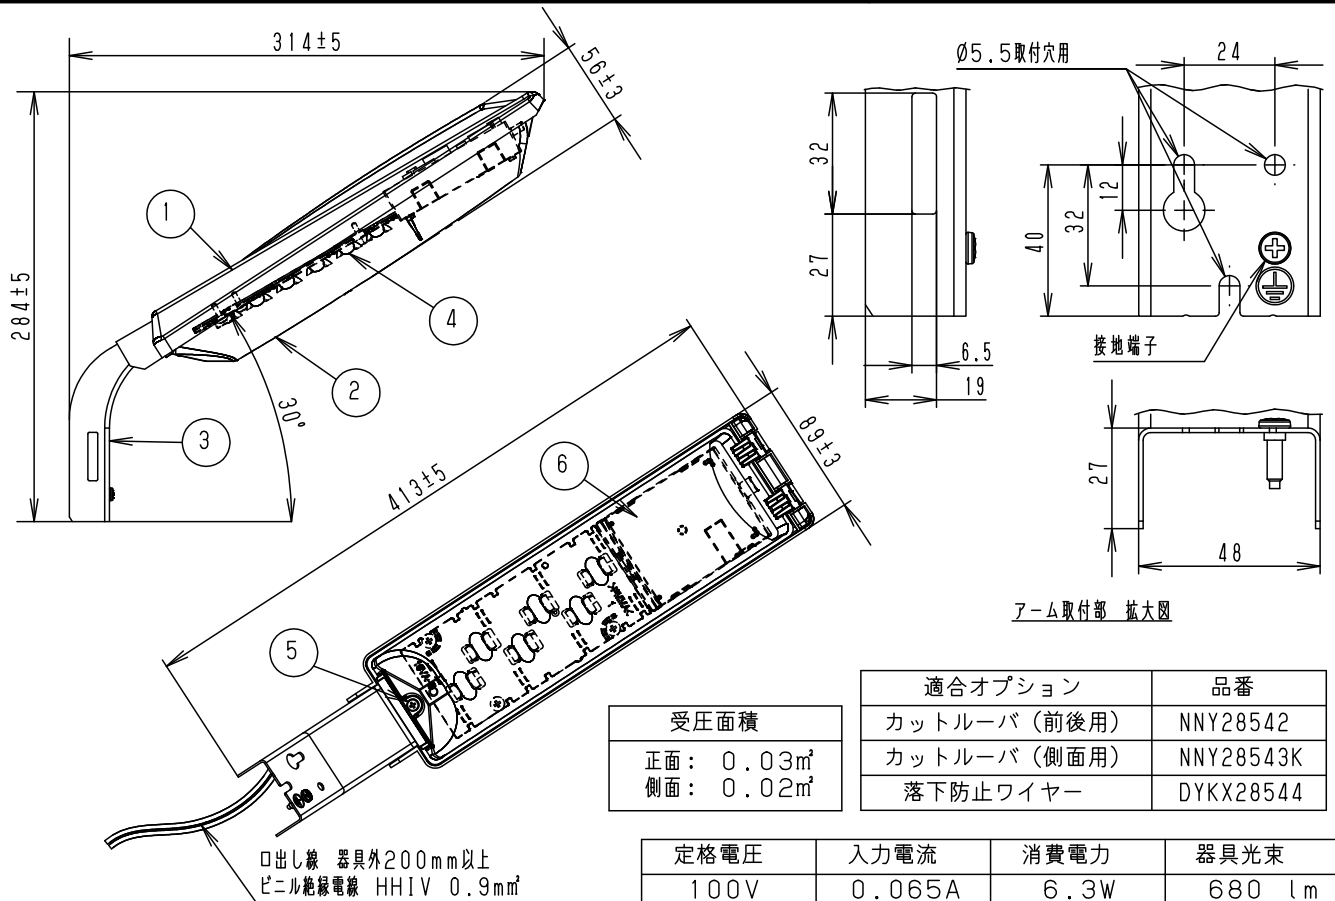 314±5
56±3
284±5
1
4
2
3
30°
Ø5.5取付穴用
24
32
27
6.5
19
12
32
40
接地端子
27
48
アーム取付部 拡大図
413±5
89±3
6
5
口出し線 器具外200mm以上
ビニル絶縁電線 HHIV 0.9mm²
受圧面積
正面: 0.03m²
側面: 0.02m²
適合オプション 品番
カットルーバ (前後用) NNY28542
カットルーバ (側面用) NNY28543K
落下防止ワイヤー DYKX28544
定格電圧 入力電流 消費電力 器具光束
100V 0.065A 6.3W 680 lm